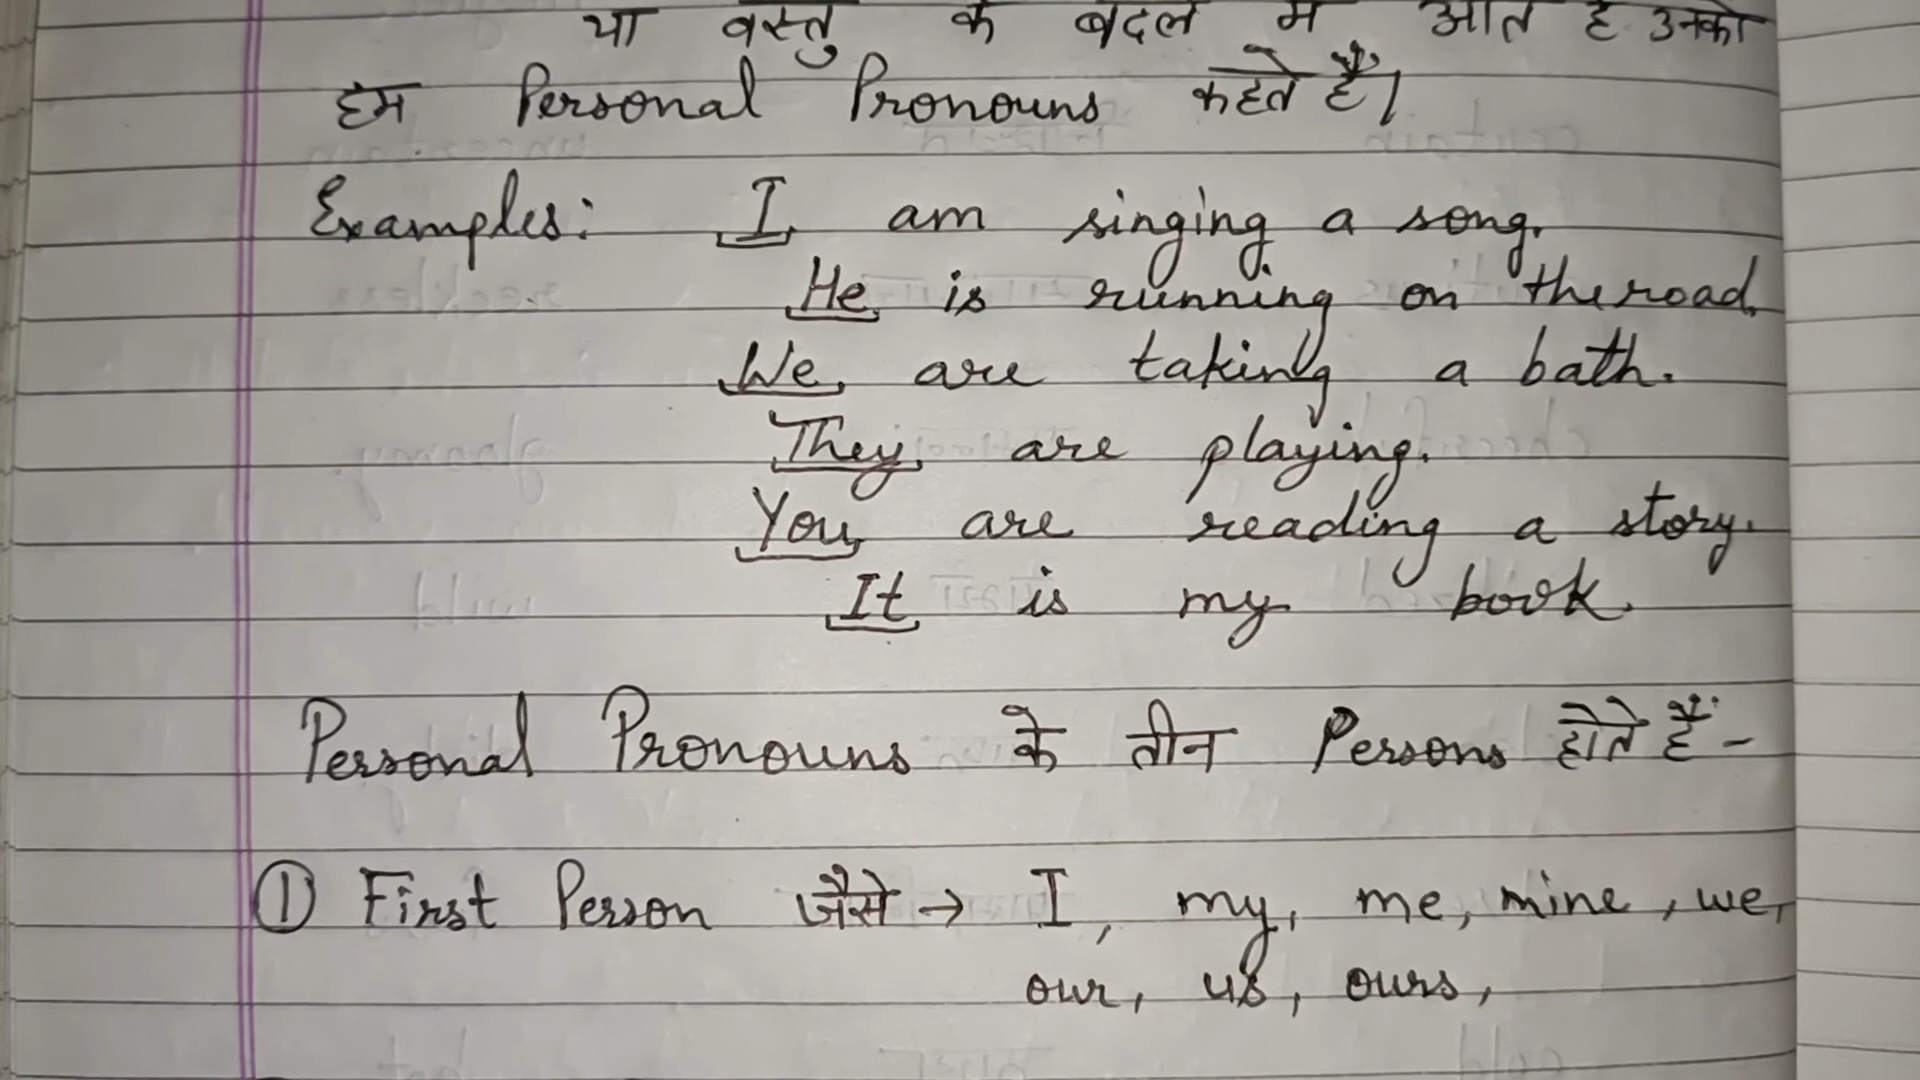 या वस्तु के बदले में आते हैं उनको
हम Personal Pronouns कहते हैं।
Examples: I am singing a song.
He is running on the road.
We are taking a bath.
They are playing.
You are reading a story.
It is my book.
Personal Pronouns के तीन Persons होते हैं -
① First Person जैसे → I, my, me, mine, we,
our, us, ours,